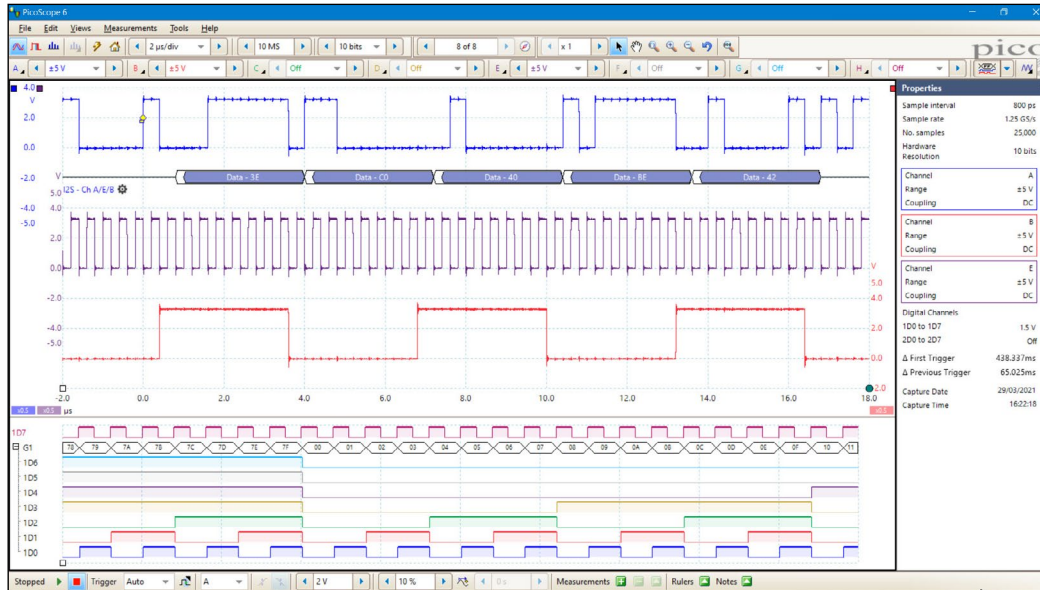 PicoScope 6
File Edit Views Measurements Tools Help
2 µs/div 10 MS 10 bits 8 of 8 x 1
pico
A ±5 V B ±5 V C Off D Off E ±5 V F Off G Off H Off
4.0
V
2.0
0.0
-2.0
-4.0
-5.0
Data - 3E Data - C0 Data - 40 Data - BE Data - 42
V
I2S - Ch A/E/B
5.0
4.0
2.0
0.0
-2.0
-4.0
-5.0
V
5.0
4.0
2.0
0.0
-2.0
-2.0 0.0 2.0 4.0 6.0 8.0 10.0 12.0 14.0 16.0 18.0
x0.5 x0.5 µs
1D7
G1 78 79 7A 7B 7C 7D 7E 7F 00 01 02 03 04 05 06 07 08 09 0A 0B 0C 0D 0E 0F 10 11
1D6
1D5
1D4
1D3
1D2
1D1
1D0
Properties
Sample interval 800 ps
Sample rate 1.25 GS/s
No. samples 25,000
Hardware
Resolution 10 bits
Channel A
Range ±5 V
Coupling DC
Channel B
Range ±5 V
Coupling DC
Channel E
Range ±5 V
Coupling DC
Digital Channels
1D0 to 1D7 1.5 V
2D0 to 2D7 Off
Δ First Trigger 438.337ms
Δ Previous Trigger 65.025ms
Capture Date 29/03/2021
Capture Time 16:22:18
Stopped Trigger Auto A 2 V 10 % 0 s Measurements Rulers Notes